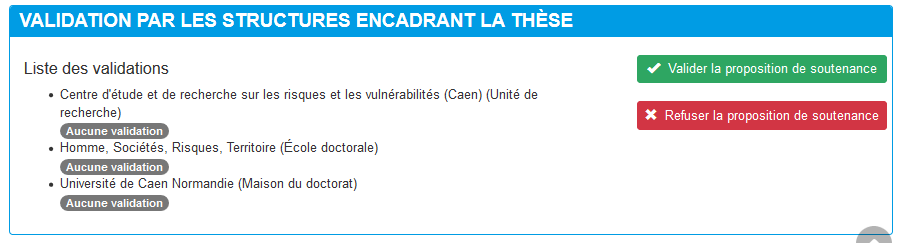 VALIDATION PAR LES STRUCTURES ENCADRANT LA THÈSE
Liste des validations
Centre d'étude et de recherche sur les risques et les vulnérabilités (Caen) (Unité de
recherche)
Aucune validation
Homme, Sociétés, Risques, Territoire (École doctorale)
Aucune validation
Université de Caen Normandie (Maison du doctorat)
Aucune validation
Valider la proposition de soutenance
Refuser la proposition de soutenance